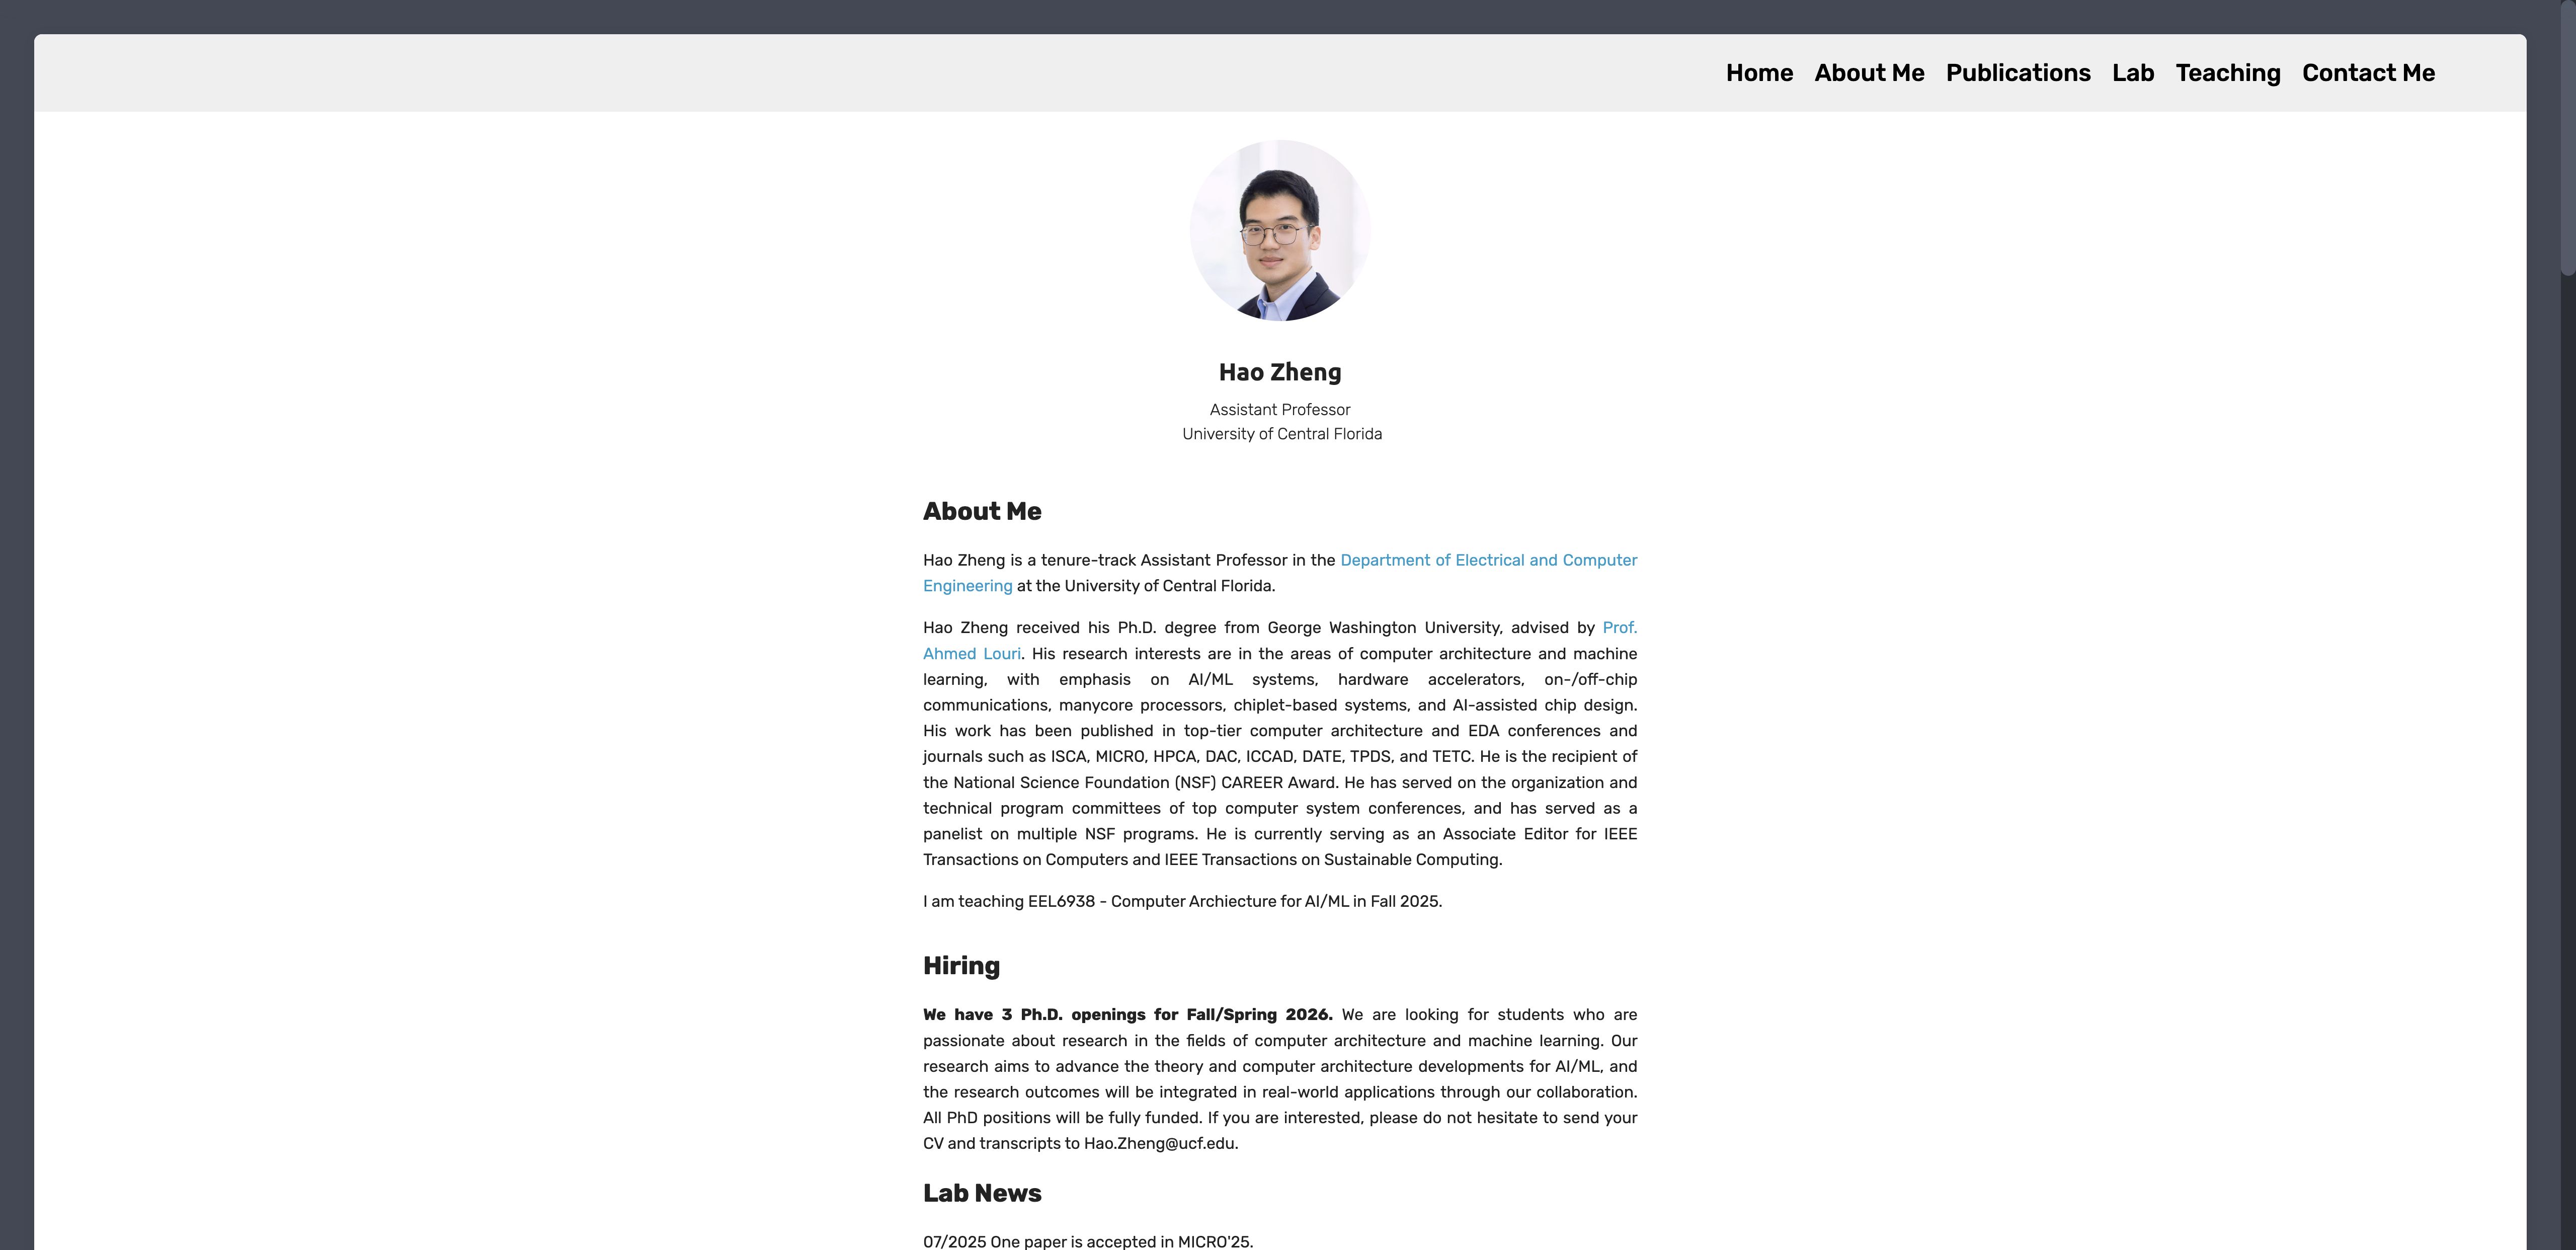 Home About Me Publications Lab Teaching Contact Me
Hao Zheng
Assistant Professor
University of Central Florida
About Me
Hao Zheng is a tenure-track Assistant Professor in the Department of Electrical and Computer
Engineering at the University of Central Florida.
Hao Zheng received his Ph.D. degree from George Washington University, advised by Prof.
Ahmed Louri. His research interests are in the areas of computer architecture and machine
learning, with emphasis on AI/ML systems, hardware accelerators, on-/off-chip
communications, manycore processors, chiplet-based systems, and AI-assisted chip design.
His work has been published in top-tier computer architecture and EDA conferences and
journals such as ISCA, MICRO, HPCA, DAC, ICCAD, DATE, TPDS, and TETC. He is the recipient of
the National Science Foundation (NSF) CAREER Award. He has served on the organization and
technical program committees of top computer system conferences, and has served as a
panelist on multiple NSF programs. He is currently serving as an Associate Editor for IEEE
Transactions on Computers and IEEE Transactions on Sustainable Computing.
I am teaching EEL6938 - Computer Archiecture for AI/ML in Fall 2025.
Hiring
We have 3 Ph.D. openings for Fall/Spring 2026. We are looking for students who are
passionate about research in the fields of computer architecture and machine learning. Our
research aims to advance the theory and computer architecture developments for AI/ML, and
the research outcomes will be integrated in real-world applications through our collaboration.
All PhD positions will be fully funded. If you are interested, please do not hesitate to send your
CV and transcripts to Hao.Zheng@ucf.edu.
Lab News
07/2025 One paper is accepted in MICRO'25.